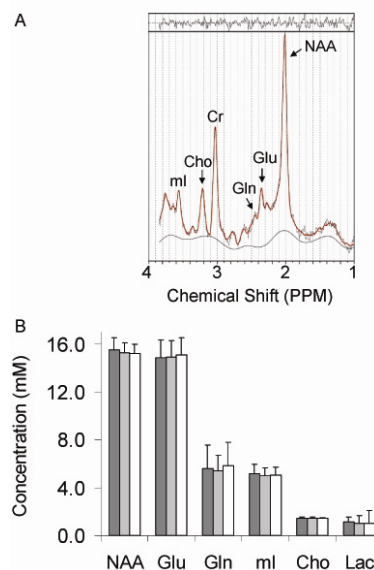 A
NAA
Cr
Cho
mI
Glu
Gln
4 3 2 1
Chemical Shift (PPM)
B
Concentration (mM)
16.0
12.0
8.0
4.0
0.0
NAA Glu Gln mI Cho Lac